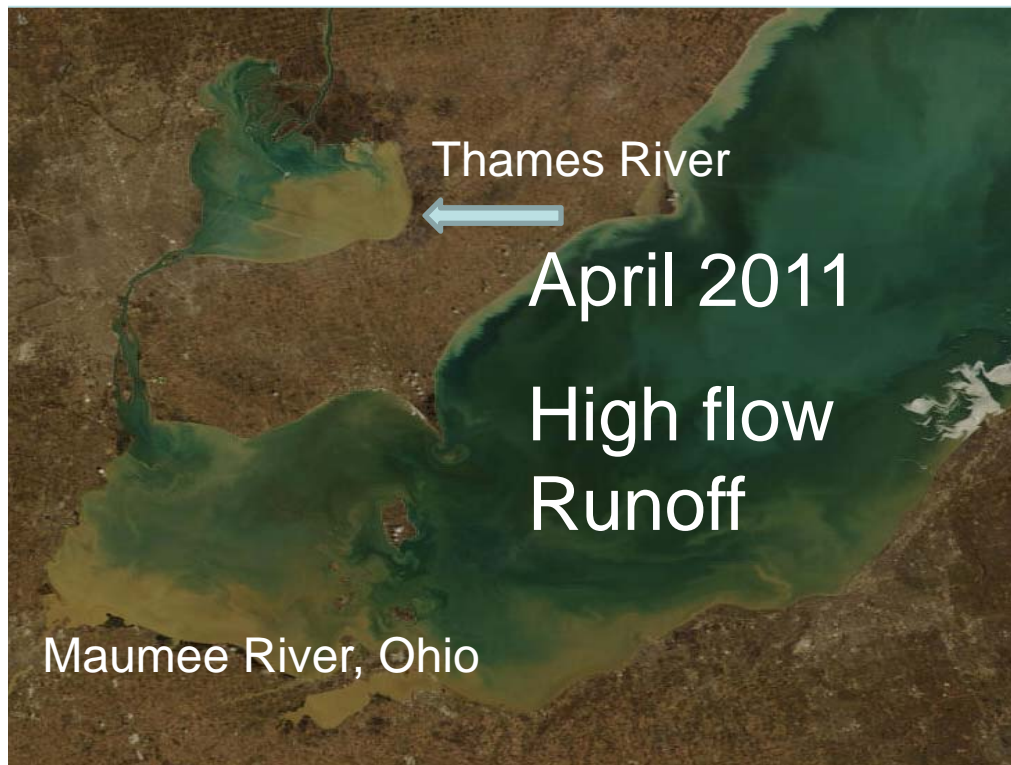 Thames River
April 2011
High flow
Runoff
Maumee River, Ohio